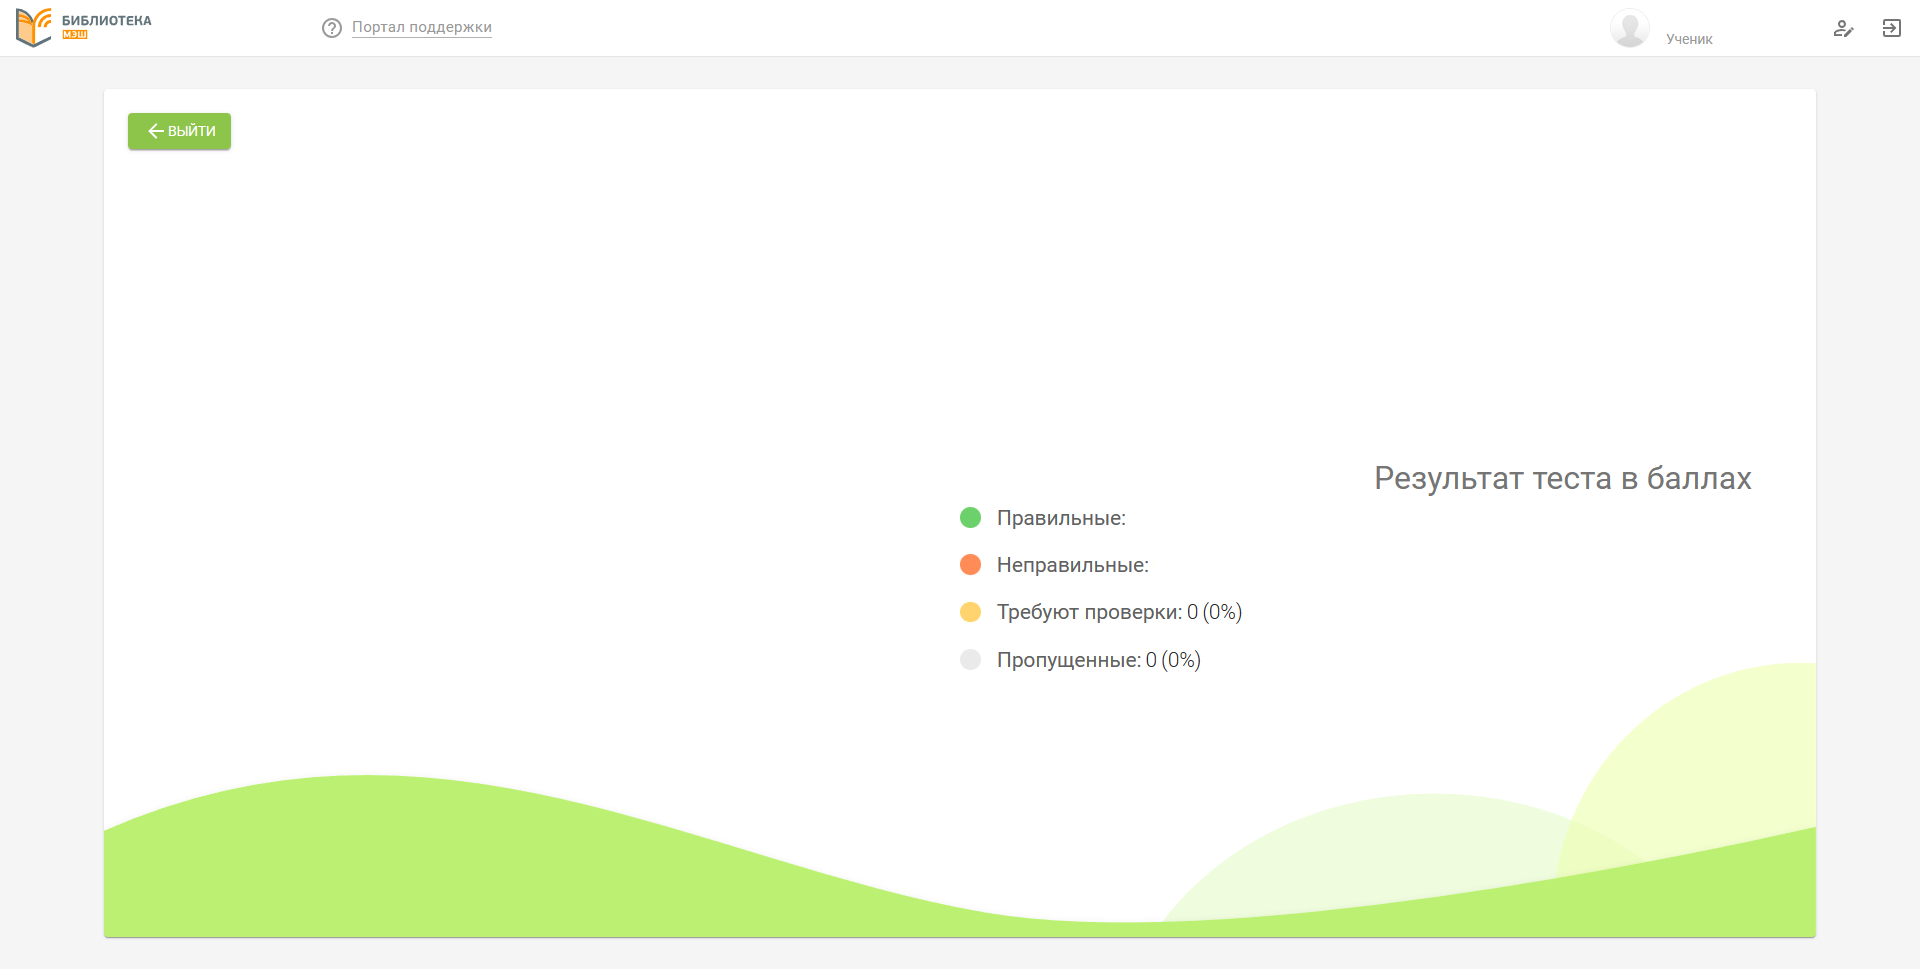 БИБЛИОТЕКА
МЭШ
Портал поддержки
Ученик
ВЫЙТИ
Результат теста в баллах
Правильные:
Неправильные:
Требуют проверки: 0 (0%)
Пропущенные: 0 (0%)